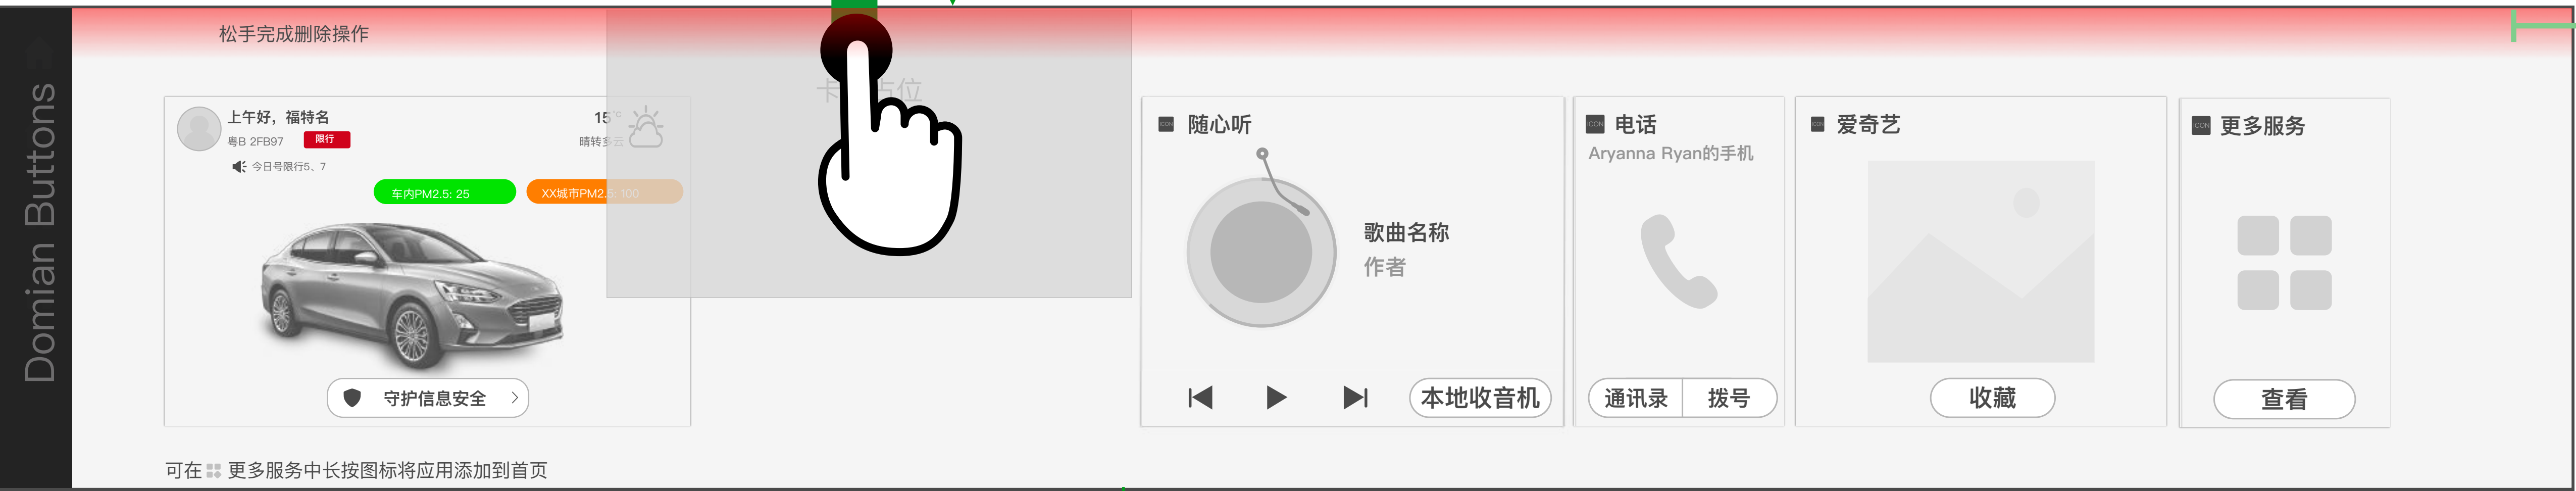 松手完成删除操作
Domian Buttons
上午好，福特名
粤B 2FB97
限行
今日号限行5、7
15°C
晴转多云
车内PM2.5: 25
XX城市PM2.5: 100
守护信息安全
占位
ICON
随心听
歌曲名称
作者
本地收音机
ICON
电话
Aryanna Ryan的手机
通讯录
拨号
ICON
爱奇艺
收藏
ICON
更多服务
查看
可在 更多服务中长按图标将应用添加到首页